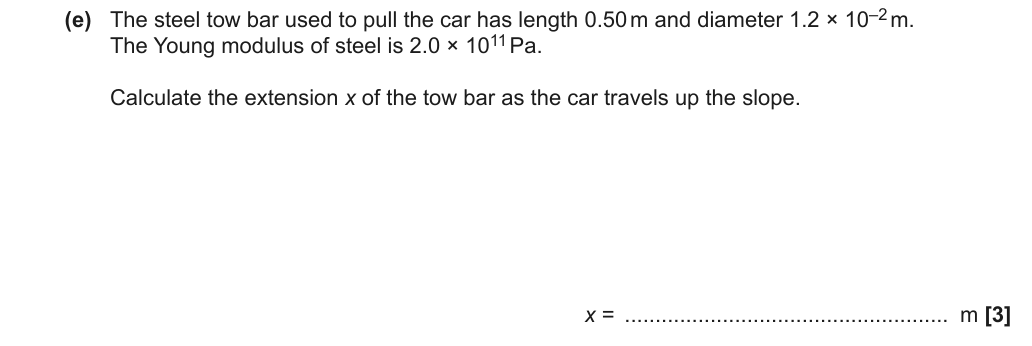 (e) The steel tow bar used to pull the car has length 0.50 m and diameter 1.2 × 10⁻² m.
The Young modulus of steel is 2.0 × 10¹¹ Pa.
Calculate the extension x of the tow bar as the car travels up the slope.
x = .................................................... m [3]